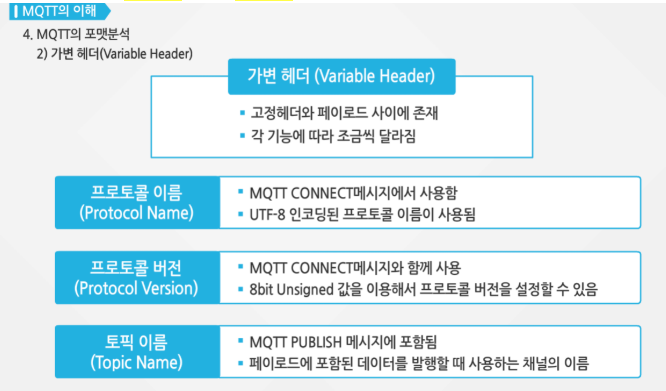 MQTT의 이해
4. MQTT의 포맷분석
2) 가변 헤더(Variable Header)
가변 헤더 (Variable Header)
▪ 고정헤더와 페이로드 사이에 존재
▪ 각 기능에 따라 조금씩 달라짐
프로토콜 이름
(Protocol Name)
▪ MQTT CONNECT메시지에서 사용함
▪ UTF-8 인코딩된 프로토콜 이름이 사용됨
프로토콜 버전
(Protocol Version)
▪ MQTT CONNECT메시지와 함께 사용
▪ 8bit Unsigned 값을 이용해서 프로토콜 버전을 설정할 수 있음
토픽 이름
(Topic Name)
▪ MQTT PUBLISH 메시지에 포함됨
▪ 페이로드에 포함된 데이터를 발행할 때 사용하는 채널의 이름